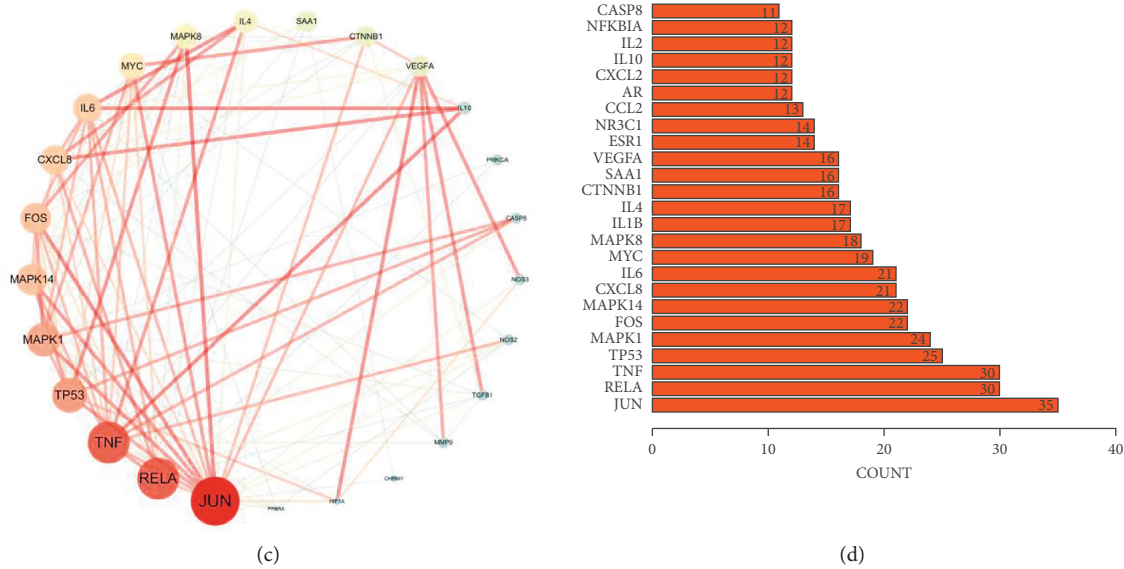 IL4
SAA1
MAPK8
CTNNB1
MYC
VEGFA
IL6
IL10
CXCL8
PRKCA
FOS
CASP8
MAPK14
NOS3
MAPK1
NOS2
TP53
TGFB1
TNF
MMP9
RELA
CHRM1
JUN
HIF1A
(c)
CASP8 11
NFKBIA 12
IL2 12
IL10 12
CXCL2 12
AR 12
CCL2 13
NR3C1 14
ESR1 14
VEGFA 16
SAA1 16
CTNNB1 16
IL4 17
IL1B 17
MAPK8 18
MYC 19
IL6 21
CXCL8 21
MAPK14 22
FOS 22
MAPK1 24
TP53 25
TNF 30
RELA 30
JUN 35
0 10 20 30 40
COUNT
(d)